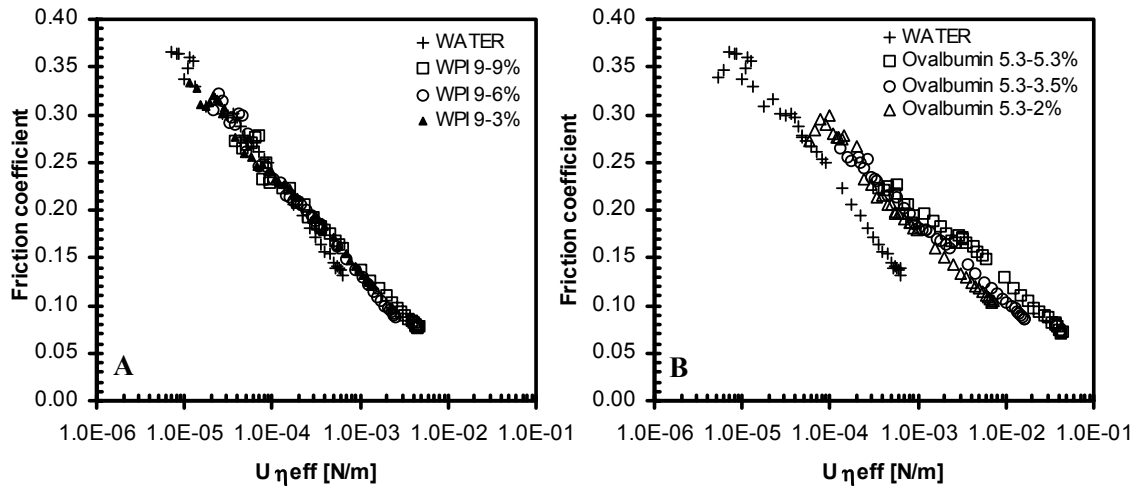 0.40
0.35
0.30
0.25
0.20
0.15
0.10
0.05
0.00
Friction coefficient
+ WATER
□ WPI 9-9%
○ WPI 9-6%
▲ WPI 9-3%
A
1.0E-06 1.0E-05 1.0E-04 1.0E-03 1.0E-02 1.0E-01
U ηeff [N/m]
0.40
0.35
0.30
0.25
0.20
0.15
0.10
0.05
0.00
Friction coefficient
+ WATER
□ Ovalbumin 5.3-5.3%
○ Ovalbumin 5.3-3.5%
△ Ovalbumin 5.3-2%
B
1.0E-06 1.0E-05 1.0E-04 1.0E-03 1.0E-02 1.0E-01
U ηeff [N/m]